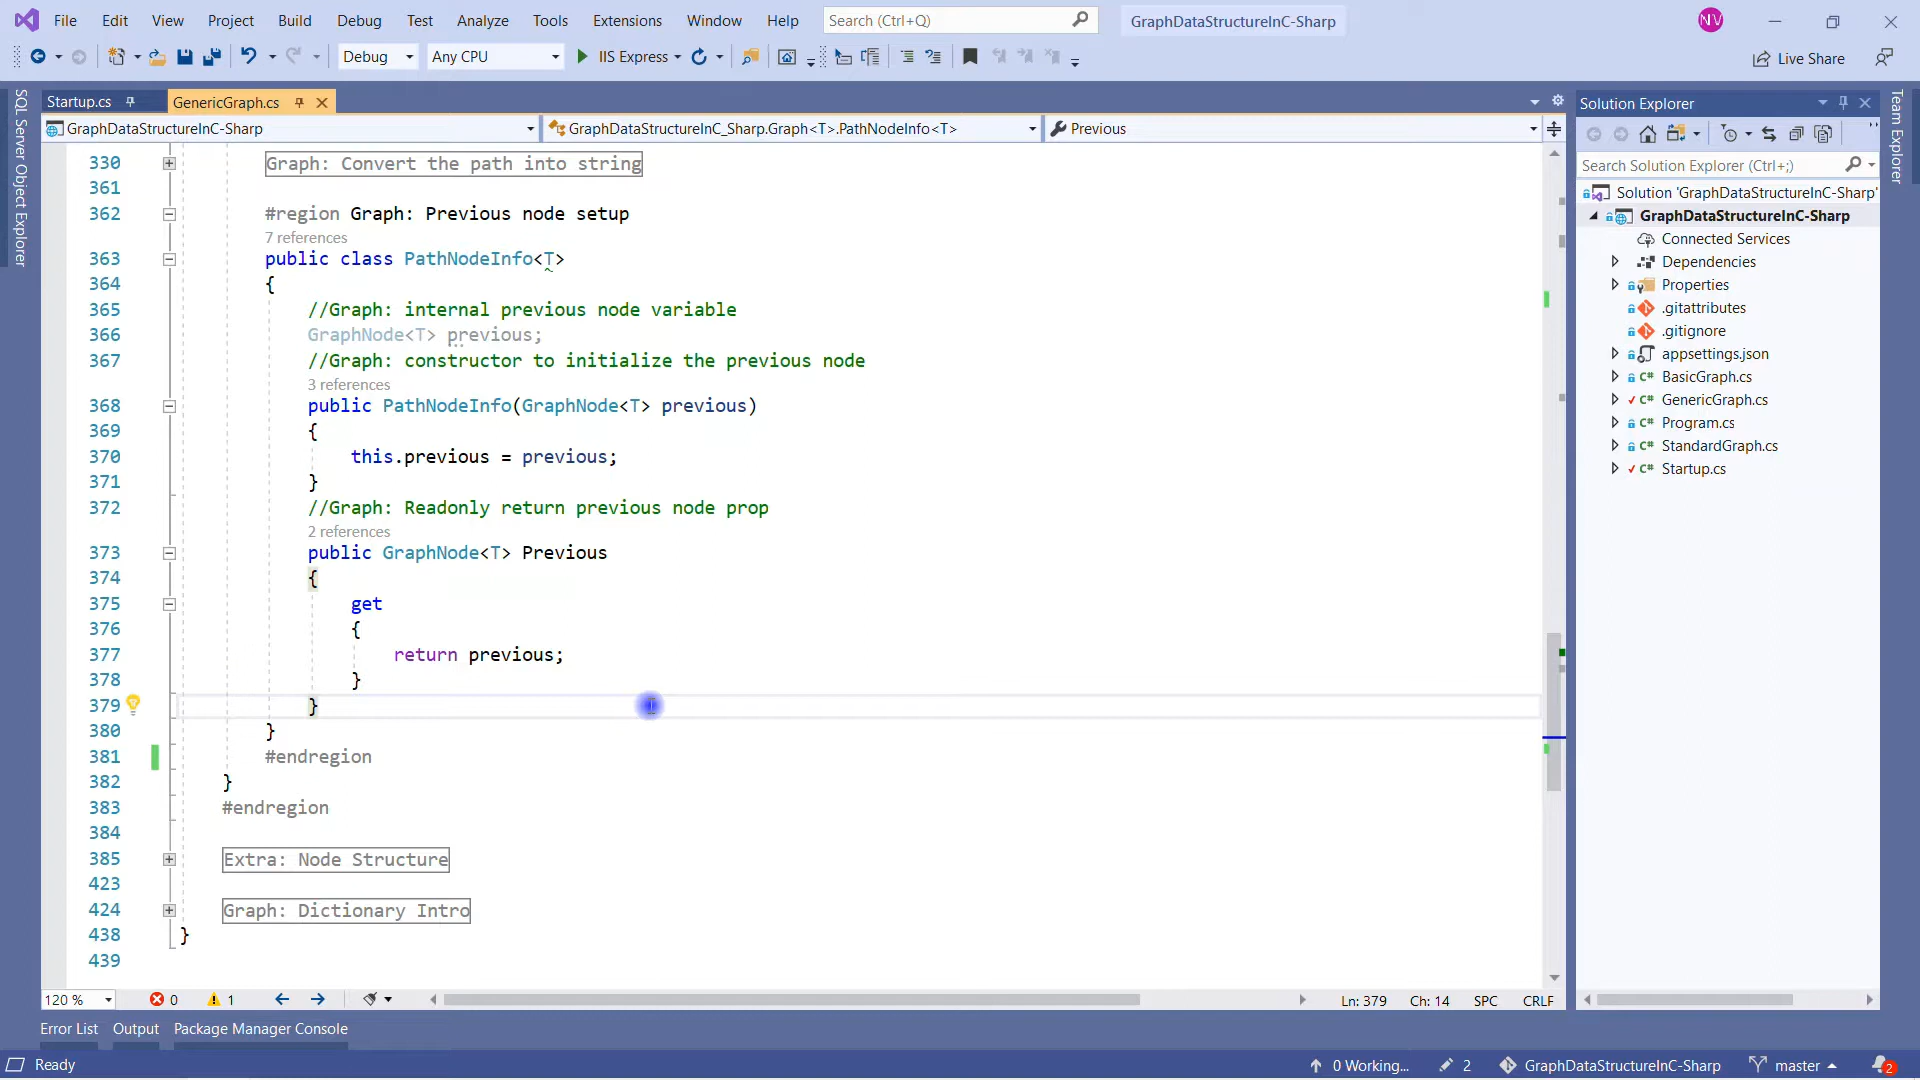 File Edit View Project Build Debug Test Analyze Tools Extensions Window Help Search (Ctrl+Q) GraphDataStructureInC-Sharp NV
Debug Any CPU IIS Express Live Share
SQL Server Object Explorer
Startup.cs GenericGraph.cs
GraphDataStructureInC-Sharp GraphDataStructureInC_Sharp.Graph<T>.PathNodeInfo<T> Previous
330 Graph: Convert the path into string
361
362 #region Graph: Previous node setup
7 references
363 public class PathNodeInfo<T>
364 {
365 //Graph: internal previous node variable
366 GraphNode<T> previous;
367 //Graph: constructor to initialize the previous node
3 references
368 public PathNodeInfo(GraphNode<T> previous)
369 {
370 this.previous = previous;
371 }
372 //Graph: Readonly return previous node prop
2 references
373 public GraphNode<T> Previous
374 {
375 get
376 {
377 return previous;
378 }
379 }
380 }
381 #endregion
382 }
383 #endregion
384
385 Extra: Node Structure
423
424 Graph: Dictionary Intro
438 }
439
120 % 0 1 Ln: 379 Ch: 14 SPC CRLF
Solution Explorer
Search Solution Explorer (Ctrl+;)
Solution 'GraphDataStructureInC-Sharp'
GraphDataStructureInC-Sharp
Connected Services
Dependencies
Properties
.gitattributes
.gitignore
appsettings.json
C# BasicGraph.cs
C# GenericGraph.cs
C# Program.cs
C# StandardGraph.cs
C# Startup.cs
Team Explorer
Error List Output Package Manager Console
Ready 0 Working... 2 GraphDataStructureInC-Sharp master 2